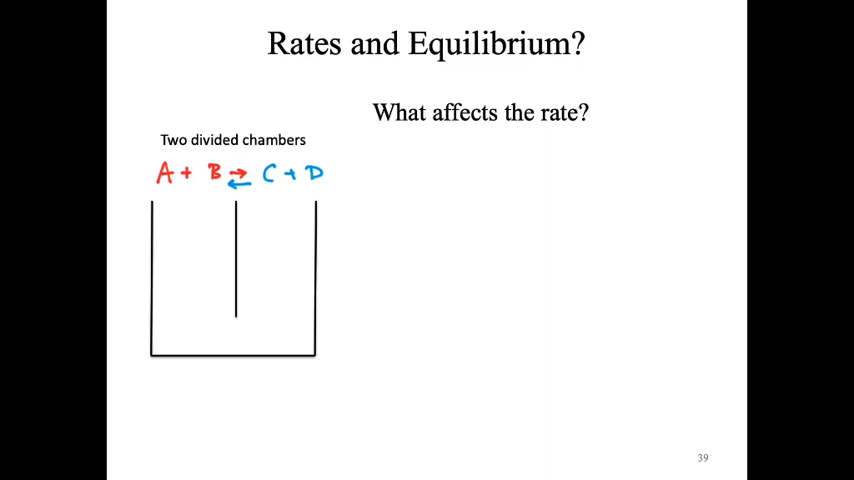 Rates and Equilibrium?
What affects the rate?
Two divided chambers
A + B ⇄ C + D
39